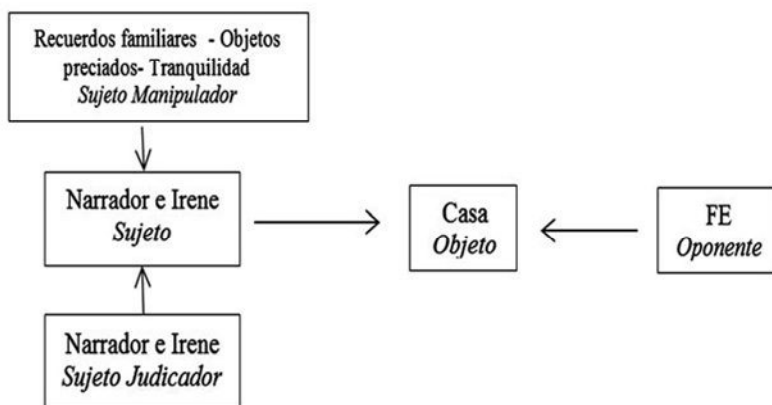 Recuerdos familiares - Objetos
preciados- Tranquilidad
Sujeto Manipulador
Narrador e Irene
Sujeto
Casa
Objeto
FE
Oponente
Narrador e Irene
Sujeto Judicador